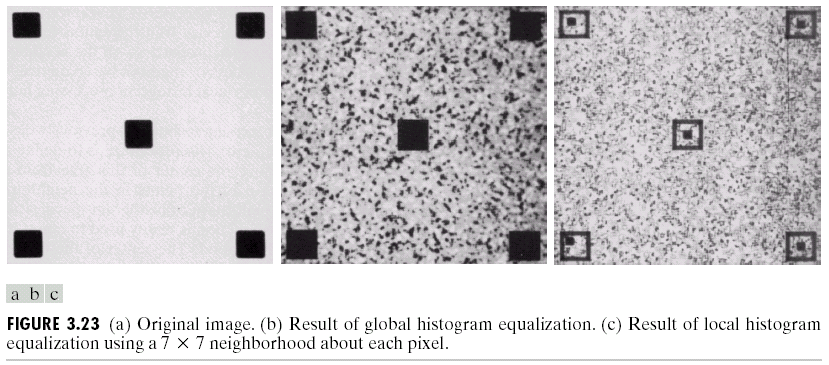 a b c
FIGURE 3.23 (a) Original image. (b) Result of global histogram equalization. (c) Result of local histogram
equalization using a 7 × 7 neighborhood about each pixel.